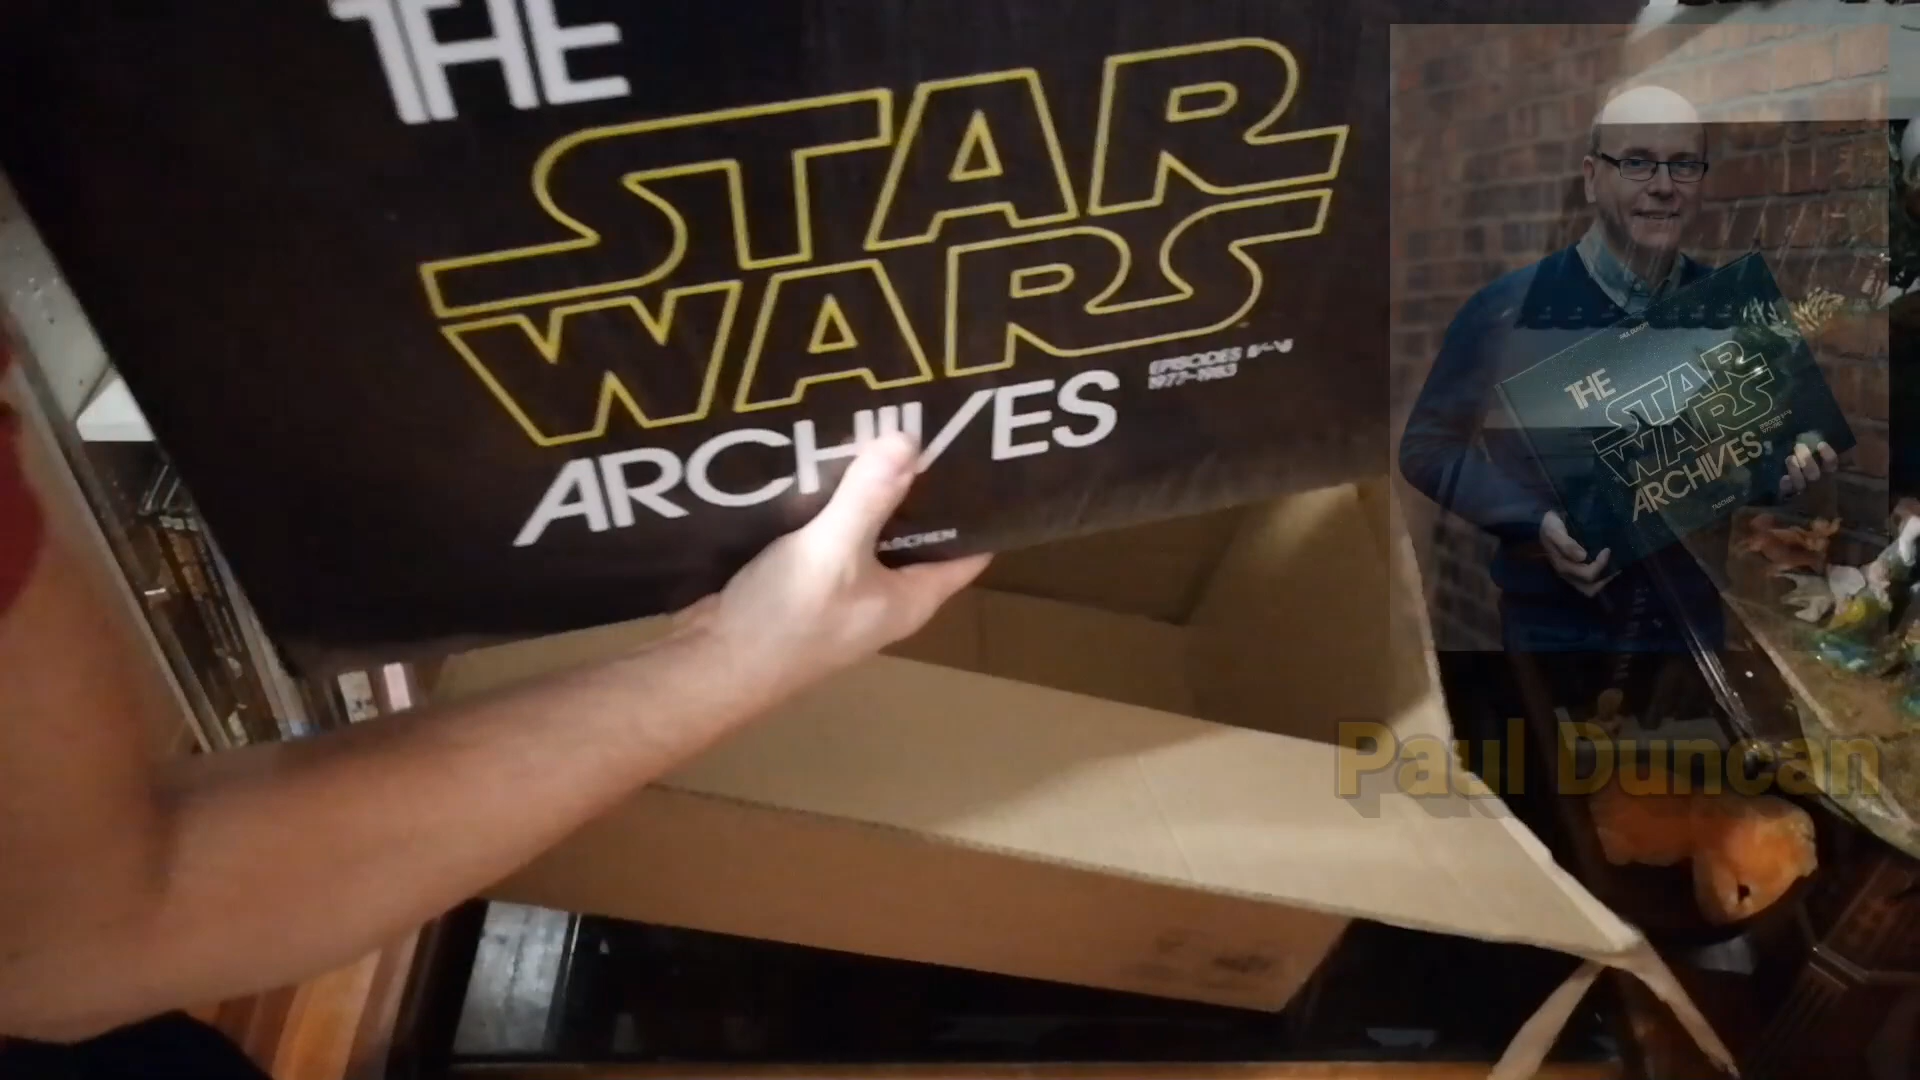 THE
STAR
WARS
EPISODES IV–VI
1977–1983
ARCHIVES
TASCHEN
THE
STAR
WARS
ARCHIVES
TASCHEN
Paul Duncan